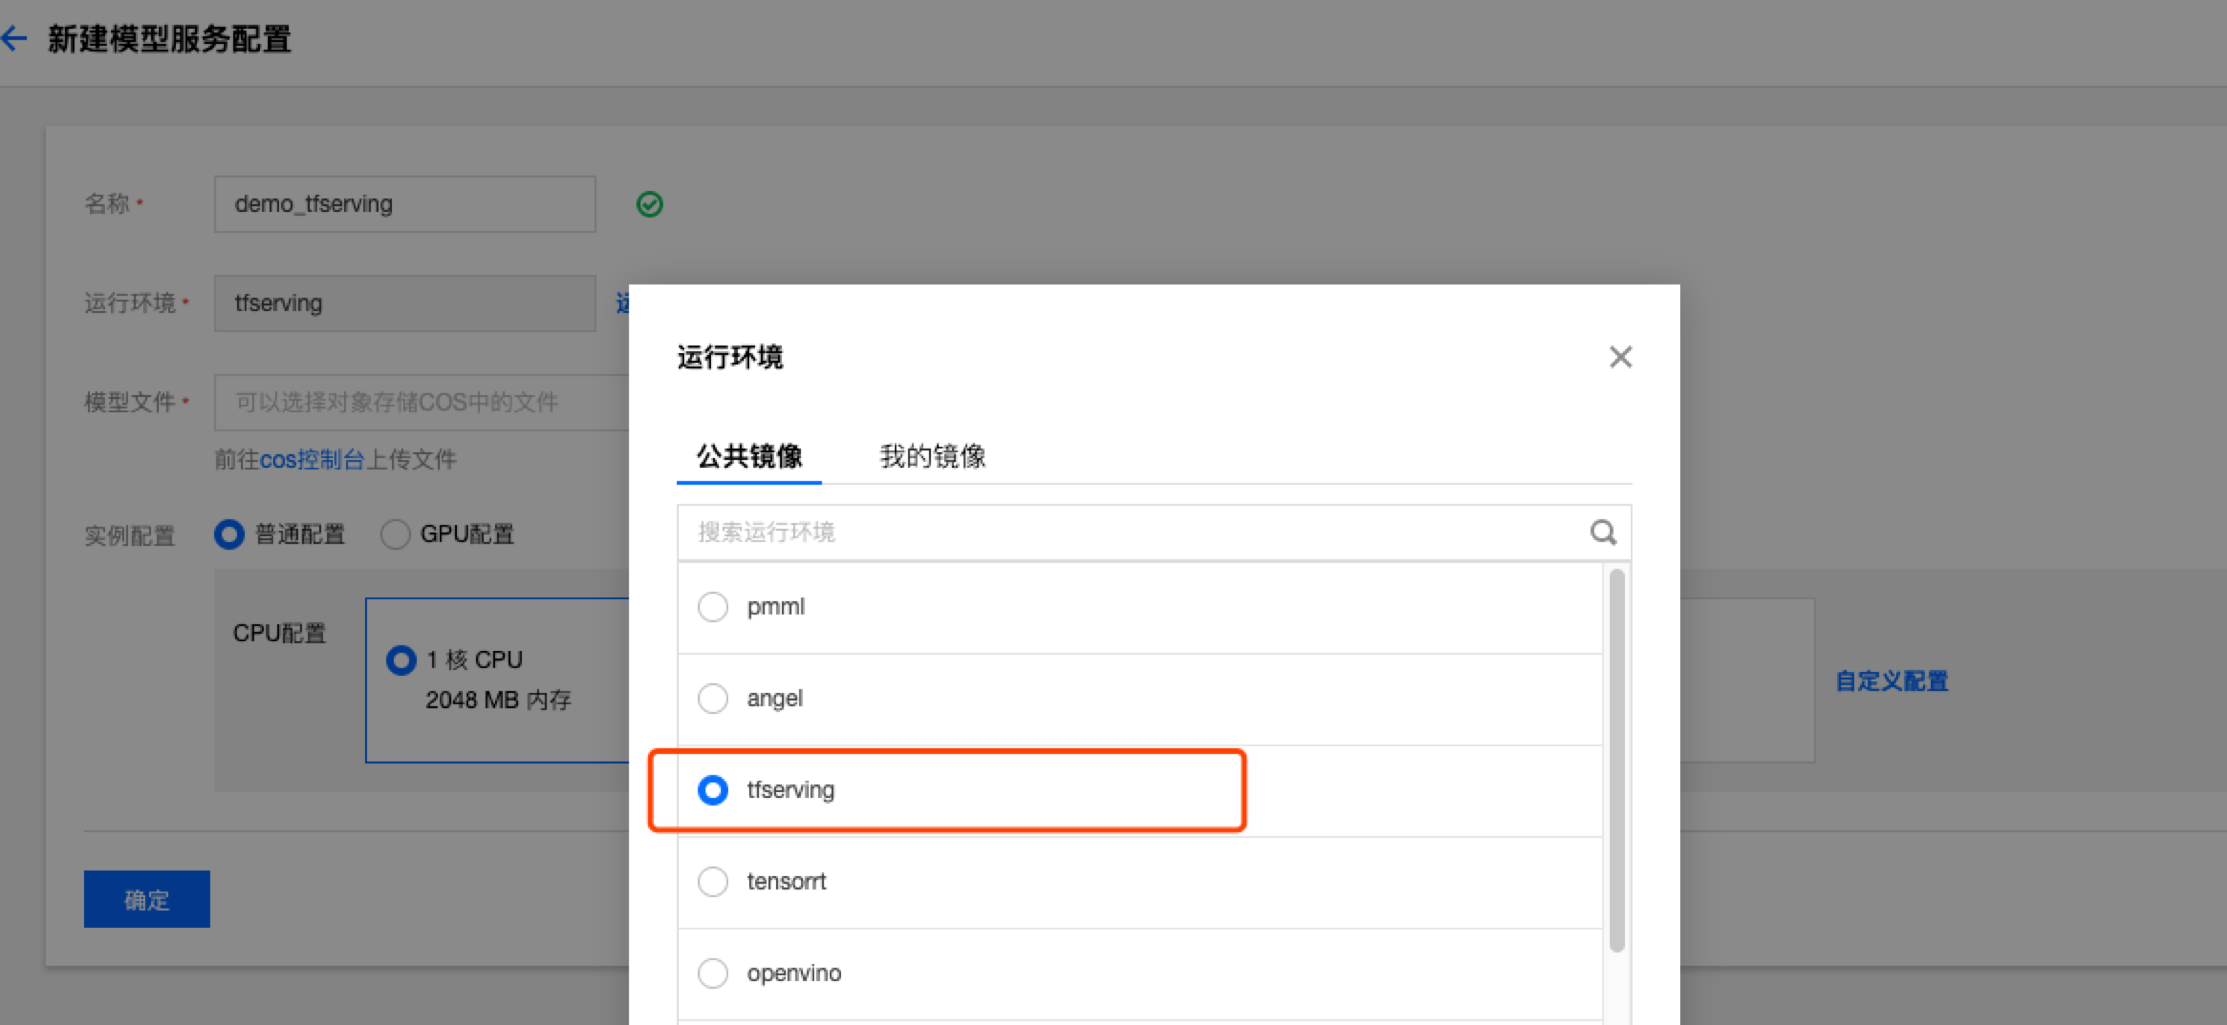 新建模型服务配置
名称 *
demo_tfserving
运行环境 *
tfserving
模型文件 *
可以选择对象存储COS中的文件
前往cos控制台上传文件
实例配置
普通配置
GPU配置
CPU配置
1 核 CPU
2048 MB 内存
自定义配置
确定
运行环境
公共镜像
我的镜像
搜索运行环境
pmml
angel
tfserving
tensorrt
openvino